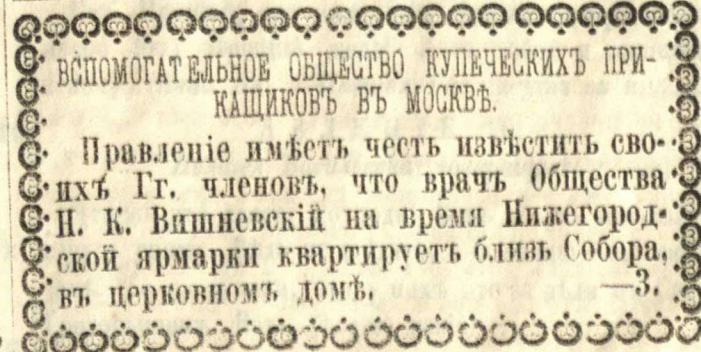 ВСПОМОГАТЕЛЬНОЕ ОБЩЕСТВО КУПЕЧЕСКИХЪ ПРИ-
КАЩИКОВЪ ВЪ МОСКВѢ.
Правленіе имѣетъ честь извѣстить сво-
ихъ Гг. членовъ, что врачъ Общества
Н. К. Вишневскій на время Нижегород-
ской ярмарки квартируетъ близь Собора,
въ церковномъ домѣ. —3.